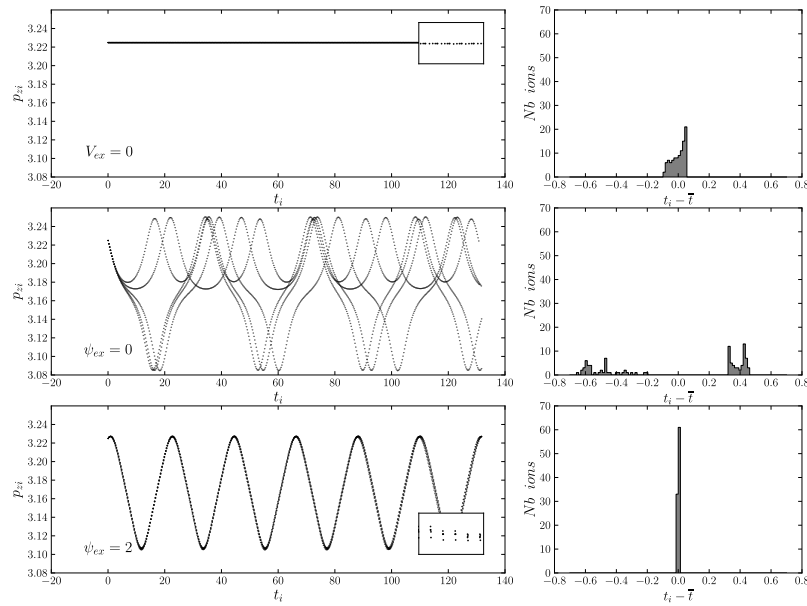 3.24
3.22
3.20
3.18
3.16
3.14
3.12
3.10
3.08
p_{zi}
V_{ex} = 0
−20 0 20 40 60 80 100 120 140
t_i
70
60
50
40
30
20
10
0
Nb ions
−0.8 −0.6 −0.4 −0.2 0.0 0.2 0.4 0.6 0.8
t_i − \overline{t}
3.24
3.22
3.20
3.18
3.16
3.14
3.12
3.10
3.08
p_{zi}
ψ_{ex} = 0
−20 0 20 40 60 80 100 120 140
t_i
70
60
50
40
30
20
10
0
Nb ions
−0.8 −0.6 −0.4 −0.2 0.0 0.2 0.4 0.6 0.8
t_i − \overline{t}
3.24
3.22
3.20
3.18
3.16
3.14
3.12
3.10
3.08
p_{zi}
ψ_{ex} = 2
−20 0 20 40 60 80 100 120 140
t_i
70
60
50
40
30
20
10
0
Nb ions
−0.8 −0.6 −0.4 −0.2 0.0 0.2 0.4 0.6 0.8
t_i − \overline{t}